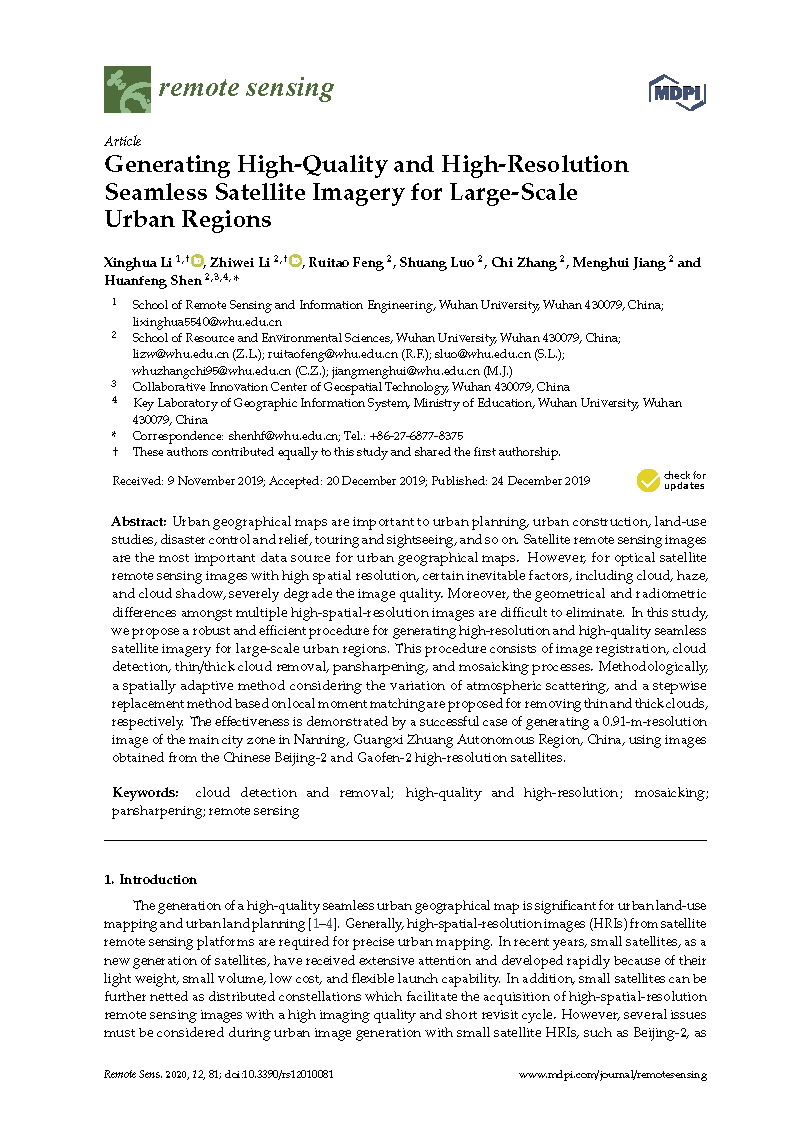 remote sensing
MDPI
Article
Generating High-Quality and High-Resolution
Seamless Satellite Imagery for Large-Scale
Urban Regions
Xinghua Li 1,†, Zhiwei Li 2,†, Ruitao Feng 2, Shuang Luo 2, Chi Zhang 2, Menghui Jiang 2 and
Huanfeng Shen 2,3,4,*
1 School of Remote Sensing and Information Engineering, Wuhan University, Wuhan 430079, China;
lixinghua5540@whu.edu.cn
2 School of Resource and Environmental Sciences, Wuhan University, Wuhan 430079, China;
lizw@whu.edu.cn (Z.L.); ruitaofeng@whu.edu.cn (R.F.); sluo@whu.edu.cn (S.L.);
whuzhangchi95@whu.edu.cn (C.Z.); jiangmenghui@whu.edu.cn (M.J.)
3 Collaborative Innovation Center of Geospatial Technology, Wuhan 430079, China
4 Key Laboratory of Geographic Information System, Ministry of Education, Wuhan University, Wuhan
430079, China
* Correspondence: shenhf@whu.edu.cn; Tel.: +86-27-6877-8375
† These authors contributed equally to this study and shared the first authorship.
Received: 9 November 2019; Accepted: 20 December 2019; Published: 24 December 2019
check for
updates
Abstract: Urban geographical maps are important to urban planning, urban construction, land-use
studies, disaster control and relief, touring and sightseeing, and so on. Satellite remote sensing images
are the most important data source for urban geographical maps. However, for optical satellite
remote sensing images with high spatial resolution, certain inevitable factors, including cloud, haze,
and cloud shadow, severely degrade the image quality. Moreover, the geometrical and radiometric
differences amongst multiple high-spatial-resolution images are difficult to eliminate. In this study,
we propose a robust and efficient procedure for generating high-resolution and high-quality seamless
satellite imagery for large-scale urban regions. This procedure consists of image registration, cloud
detection, thin/thick cloud removal, pansharpening, and mosaicking processes. Methodologically,
a spatially adaptive method considering the variation of atmospheric scattering, and a stepwise
replacement method based on local moment matching are proposed for removing thin and thick clouds,
respectively. The effectiveness is demonstrated by a successful case of generating a 0.91-m-resolution
image of the main city zone in Nanning, Guangxi Zhuang Autonomous Region, China, using images
obtained from the Chinese Beijing-2 and Gaofen-2 high-resolution satellites.
Keywords: cloud detection and removal; high-quality and high-resolution; mosaicking;
pansharpening; remote sensing
1. Introduction
The generation of a high-quality seamless urban geographical map is significant for urban land-use
mapping and urban land planning [1–4]. Generally, high-spatial-resolution images (HRIs) from satellite
remote sensing platforms are required for precise urban mapping. In recent years, small satellites, as a
new generation of satellites, have received extensive attention and developed rapidly because of their
light weight, small volume, low cost, and flexible launch capability. In addition, small satellites can be
further netted as distributed constellations which facilitate the acquisition of high-spatial-resolution
remote sensing images with a high imaging quality and short revisit cycle. However, several issues
must be considered during urban image generation with small satellite HRIs, such as Beijing-2, as
Remote Sens. 2020, 12, 81; doi:10.3390/rs12010081
www.mdpi.com/journal/remotesensing